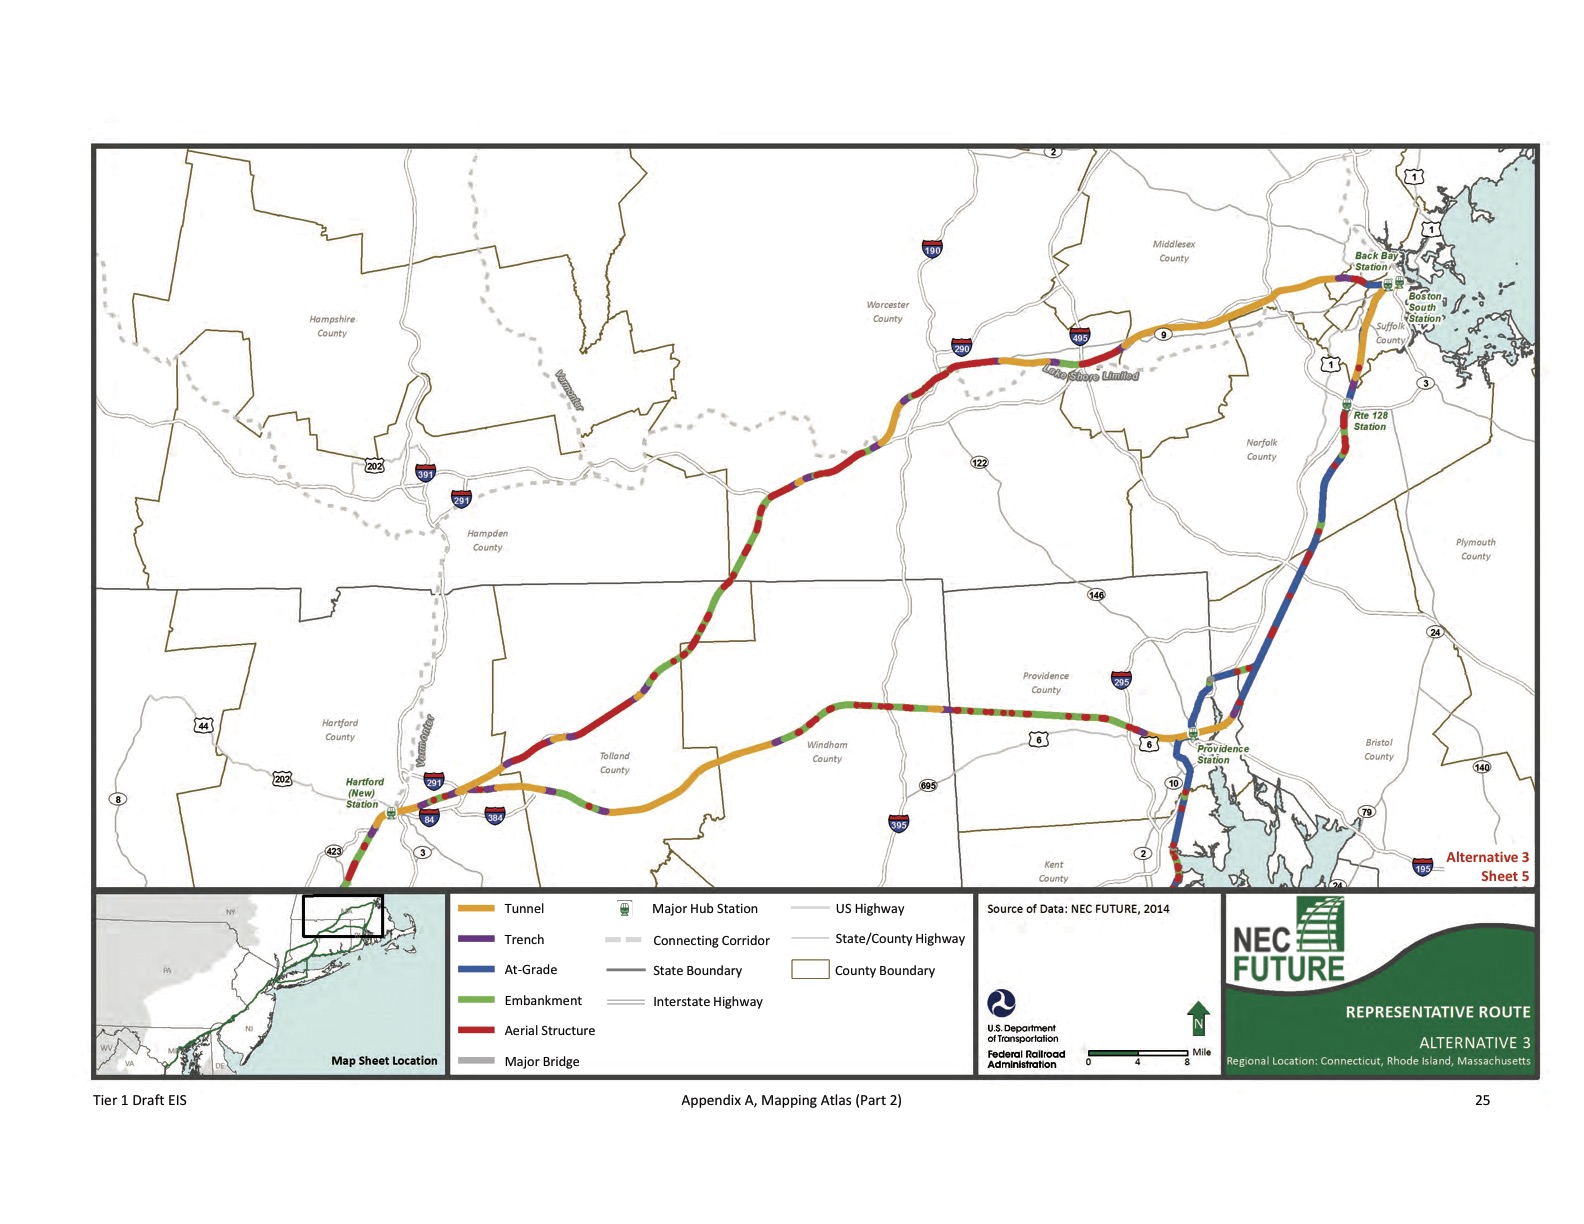 2
1
1
190
Middlesex
County
Back Bay
Station
Worcester
County
Boston
South
Station
Hampshire
County
Suffolk
County
495
9
290
1
Lake Shore Limited
3
Vermonter
Rte 128
Station
Norfolk
County
202
391
122
291
Hampden
County
Plymouth
County
146
24
Providence
County
295
44
Hartford
County
Vermonter
6
6
Windham
County
Tolland
County
Providence
Station
Bristol
County
140
202
291
Hartford
(New)
Station
10
695
8
84
384
79
395
423
3
2
Kent
County
195
24
Alternative 3
Sheet 5
NY
MA
PA
NJ
WV
MD
VA
DE
Map Sheet Location
Tunnel
Trench
At-Grade
Embankment
Aerial Structure
Major Bridge
Major Hub Station
Connecting Corridor
State Boundary
Interstate Highway
US Highway
State/County Highway
County Boundary
Source of Data: NEC FUTURE, 2014
U.S. Department
of Transportation
Federal Railroad
Administration
N
Mile
0 4 8
NEC
FUTURE
REPRESENTATIVE ROUTE
ALTERNATIVE 3
Regional Location: Connecticut, Rhode Island, Massachusetts
Tier 1 Draft EIS
Appendix A, Mapping Atlas (Part 2)
25